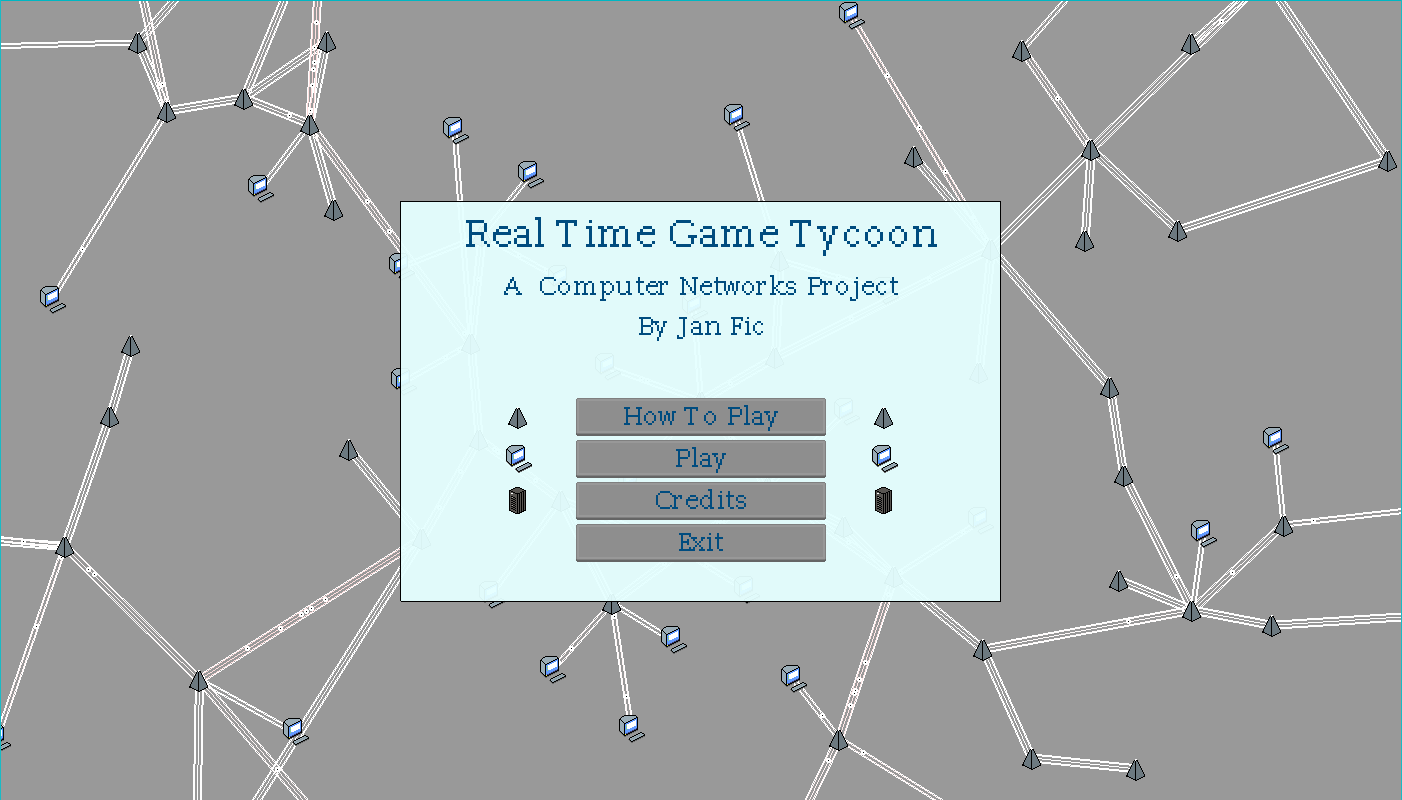 Real Time Game Tycoon
A Computer Networks Project
By Jan Fic
How To Play
Play
Credits
Exit